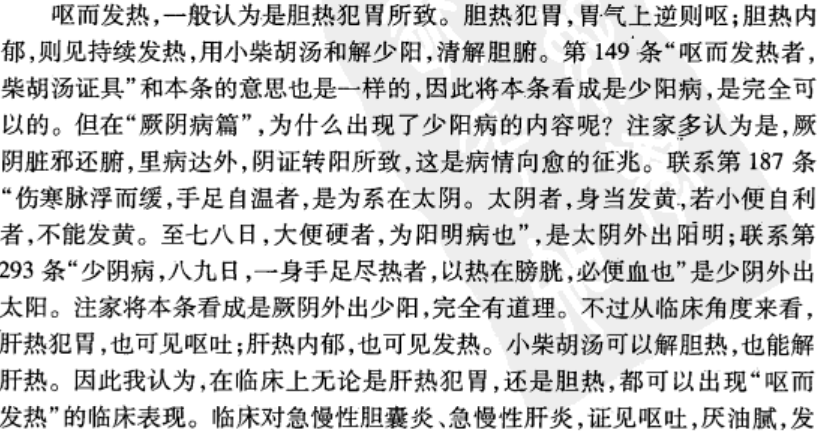 呕而发热,一般认为是胆热犯胃所致。胆热犯胃,胃气上逆则呕;胆热内
郁,则见持续发热,用小柴胡汤和解少阳,清解胆腑。第 149 条“呕而发热者,
柴胡汤证具”和本条的意思也是一样的,因此将本条看成是少阳病,是完全可
以的。但在“厥阴病篇”,为什么出现了少阳病的内容呢?注家多认为是,厥
阴脏邪还腑,里病达外,阴证转阳所致,这是病情向愈的征兆。联系第 187 条
“伤寒脉浮而缓,手足自温者,是为系在太阴。太阴者,身当发黄,若小便自利
者,不能发黄。至七八日,大便硬者,为阳明病也”,是太阴外出阳明;联系第
293 条“少阴病,八九日,一身手足尽热者,以热在膀胱,必便血也”是少阴外出
太阳。注家将本条看成是厥阴外出少阳,完全有道理。不过从临床角度来看,
肝热犯胃,也可见呕吐;肝热内郁,也可见发热。小柴胡汤可以解胆热,也能解
肝热。因此我认为,在临床上无论是肝热犯胃,还是胆热,都可以出现“呕而
发热”的临床表现。临床对急慢性胆囊炎、急慢性肝炎,证见呕吐,厌油腻,发